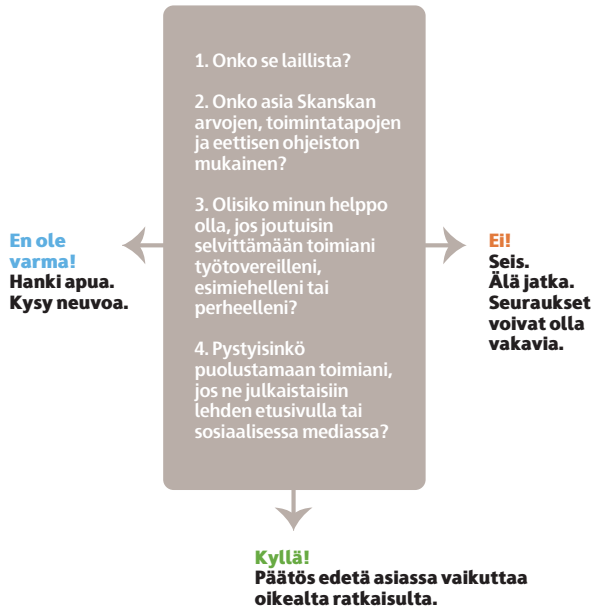 1. Onko se laillista?
2. Onko asia Skanskan
arvojen, toimintatapojen
ja eettisen ohjeiston
mukainen?
3. Olisiko minun helppo
olla, jos joutuisin
selvittämään toimiani
työtovereilleni,
esimiehelleni tai
perheelleni?
4. Pystyisinkö
puolustamaan toimiani,
jos ne julkaistaisiin
lehden etusivulla tai
sosiaalisessa mediassa?
En ole
varma!
Hanki apua.
Kysy neuvoa.
Ei!
Seis.
Älä jatka.
Seuraukset
voivat olla
vakavia.
Kyllä!
Päätös edetä asiassa vaikuttaa
oikealta ratkaisulta.